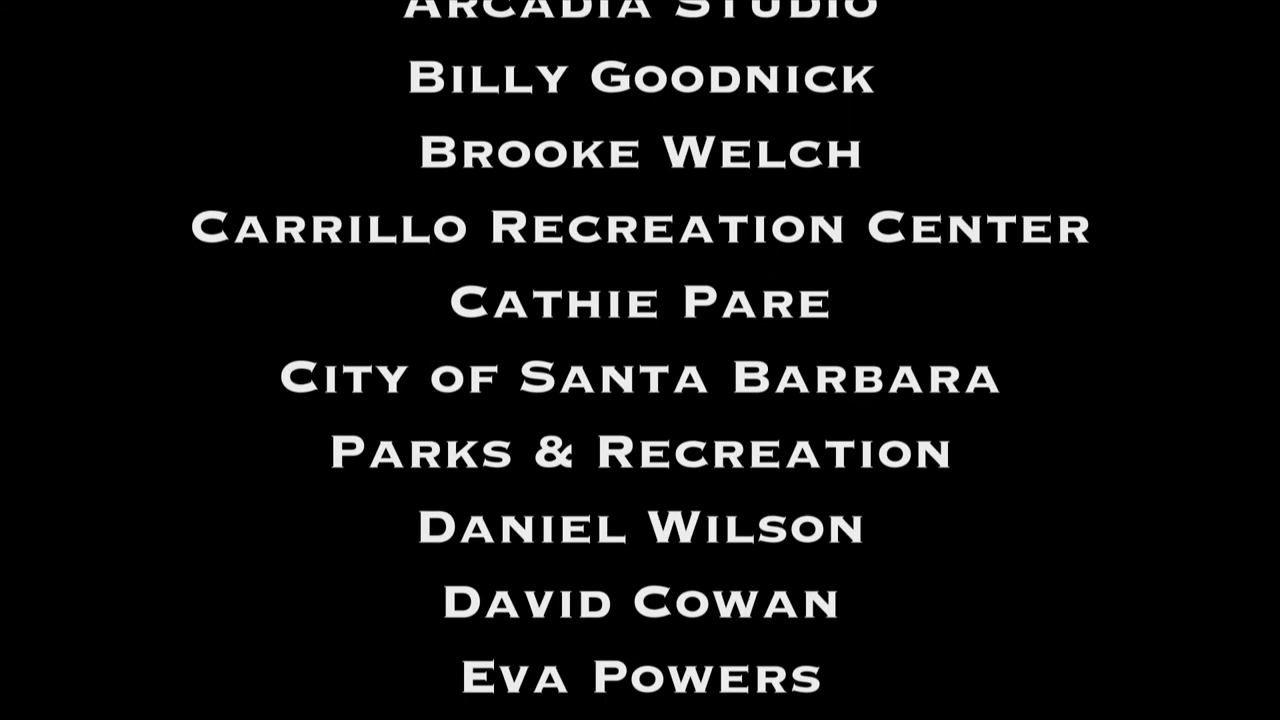 Arcadia Studio
Billy Goodnick
Brooke Welch
Carrillo Recreation Center
Cathie Pare
City of Santa Barbara
Parks & Recreation
Daniel Wilson
David Cowan
Eva Powers